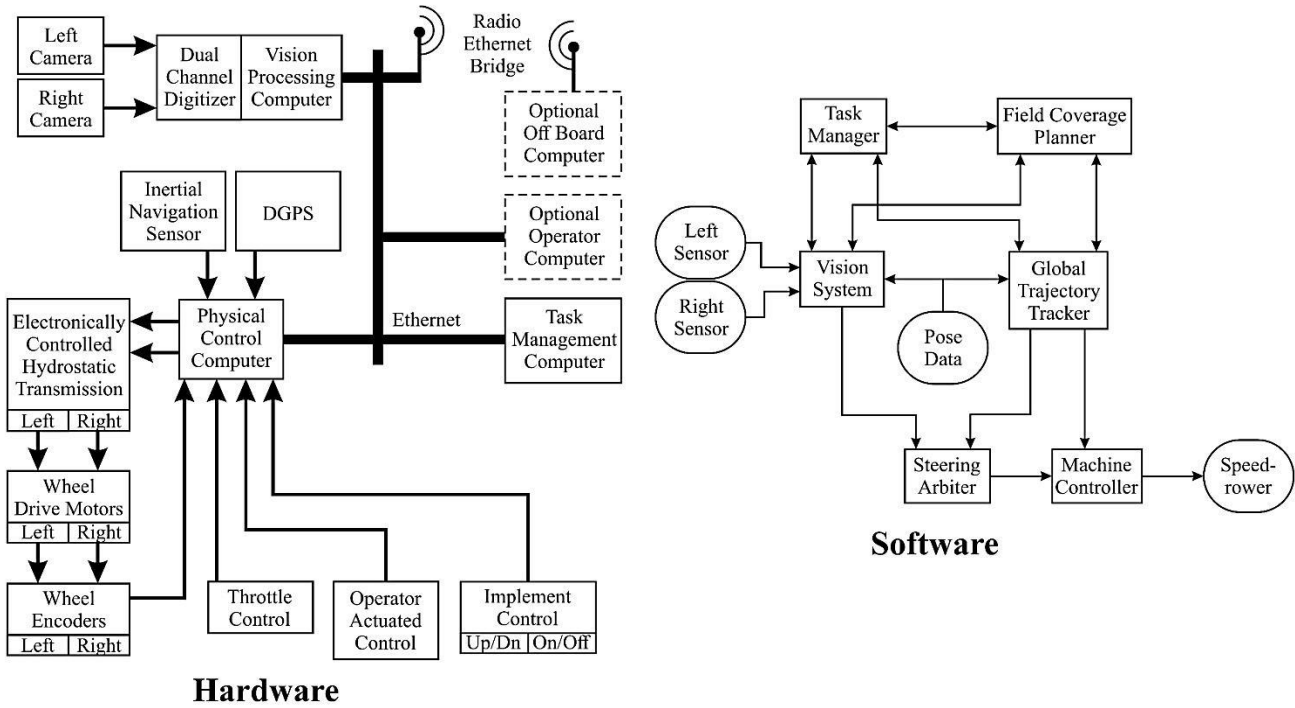 Left
Camera
Right
Camera
Dual
Channel
Digitizer
Vision
Processing
Computer
Radio
Ethernet
Bridge
Optional
Off Board
Computer
Inertial
Navigation
Sensor
DGPS
Optional
Operator
Computer
Electronically
Controlled
Hydrostatic
Transmission
Left
Right
Physical
Control
Computer
Ethernet
Task
Management
Computer
Wheel
Drive Motors
Left
Right
Wheel
Encoders
Left
Right
Throttle
Control
Operator
Actuated
Control
Implement
Control
Up/Dn
On/Off
Hardware
Task
Manager
Field Coverage
Planner
Left
Sensor
Right
Sensor
Vision
System
Global
Trajectory
Tracker
Pose
Data
Steering
Arbiter
Machine
Controller
Speed-
rower
Software